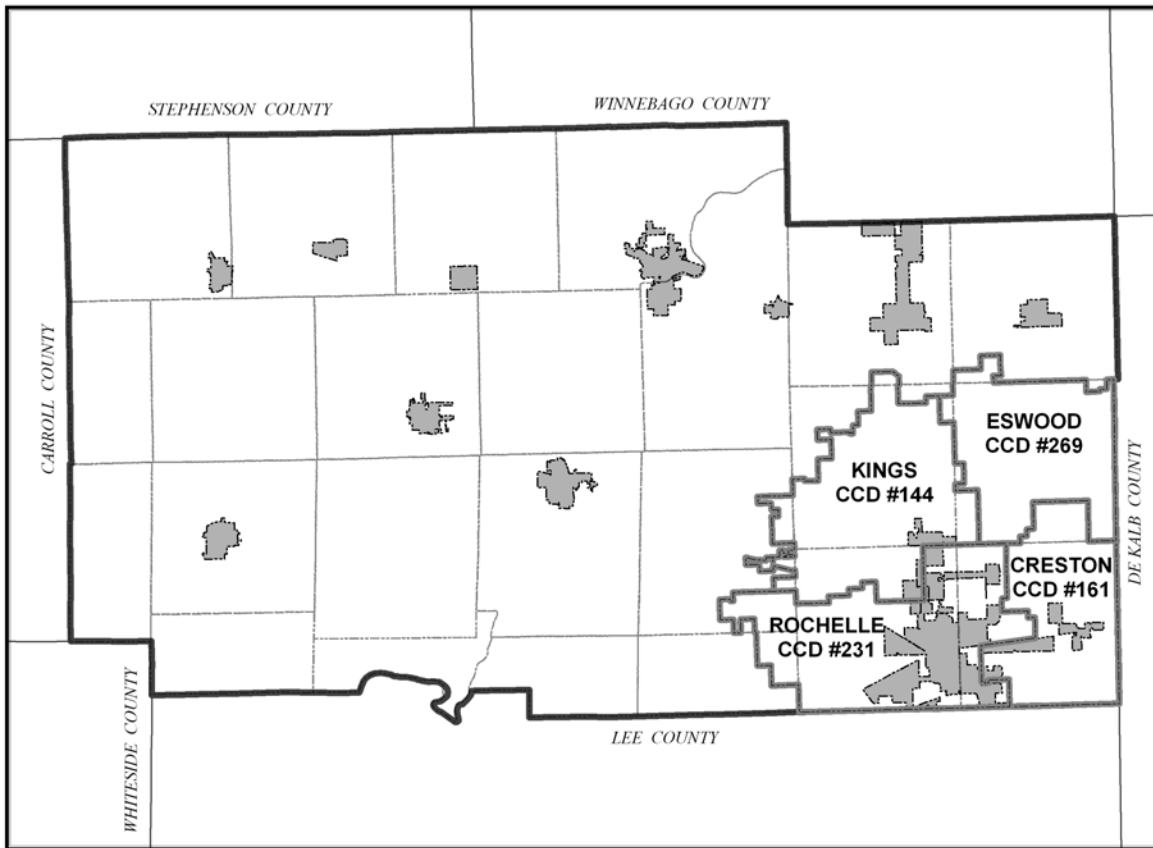 STEPHENSON COUNTY
WINNEBAGO COUNTY
CARROLL COUNTY
ESWOOD
CCD #269
KINGS
CCD #144
DE KALB COUNTY
CRESTON
CCD #161
ROCHELLE
CCD #231
WHITESIDE COUNTY
LEE COUNTY